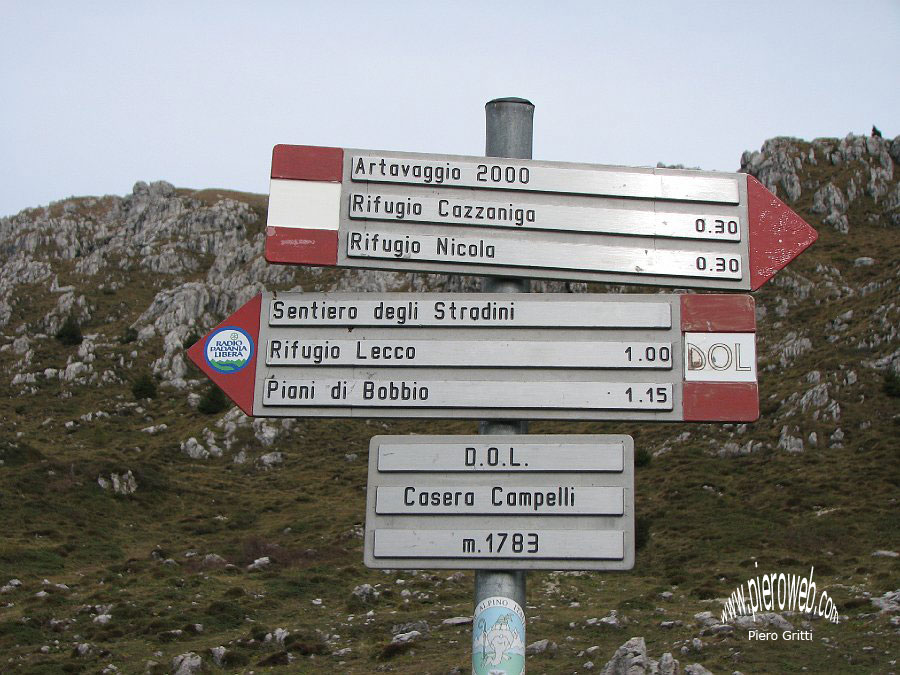 Artavaggio 2000
Rifugio Cazzaniga 0.30
Rifugio Nicola 0.30
Sentiero degli Stradini
Rifugio Lecco 1.00
Piani di Bobbio 1.15
RADIO
PADANIA
LIBERA
DOL
D.O.L.
Casera Campelli
m.1783
ALPINO
www.pieroweb.com
Piero Gritti